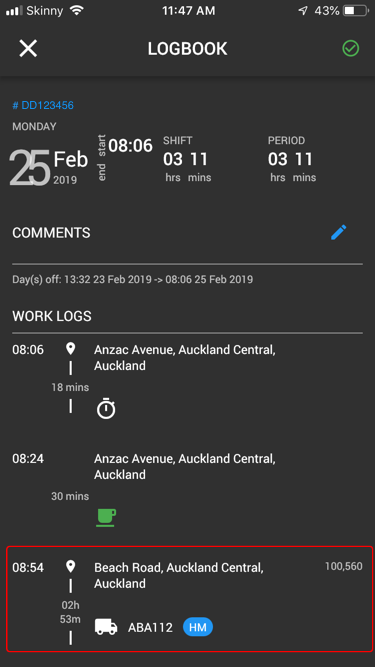 Skinny 11:47 AM 43%
LOGBOOK
# DD123456
MONDAY
25 Feb 2019
end start
08:06
SHIFT
03 11
hrs mins
PERIOD
03 11
hrs mins
COMMENTS
Day(s) off: 13:32 23 Feb 2019 -> 08:06 25 Feb 2019
WORK LOGS
08:06 Anzac Avenue, Auckland Central,
Auckland
18 mins
08:24 Anzac Avenue, Auckland Central,
Auckland
30 mins
08:54 Beach Road, Auckland Central, 100,560
Auckland
02h
53m
ABA112 HM